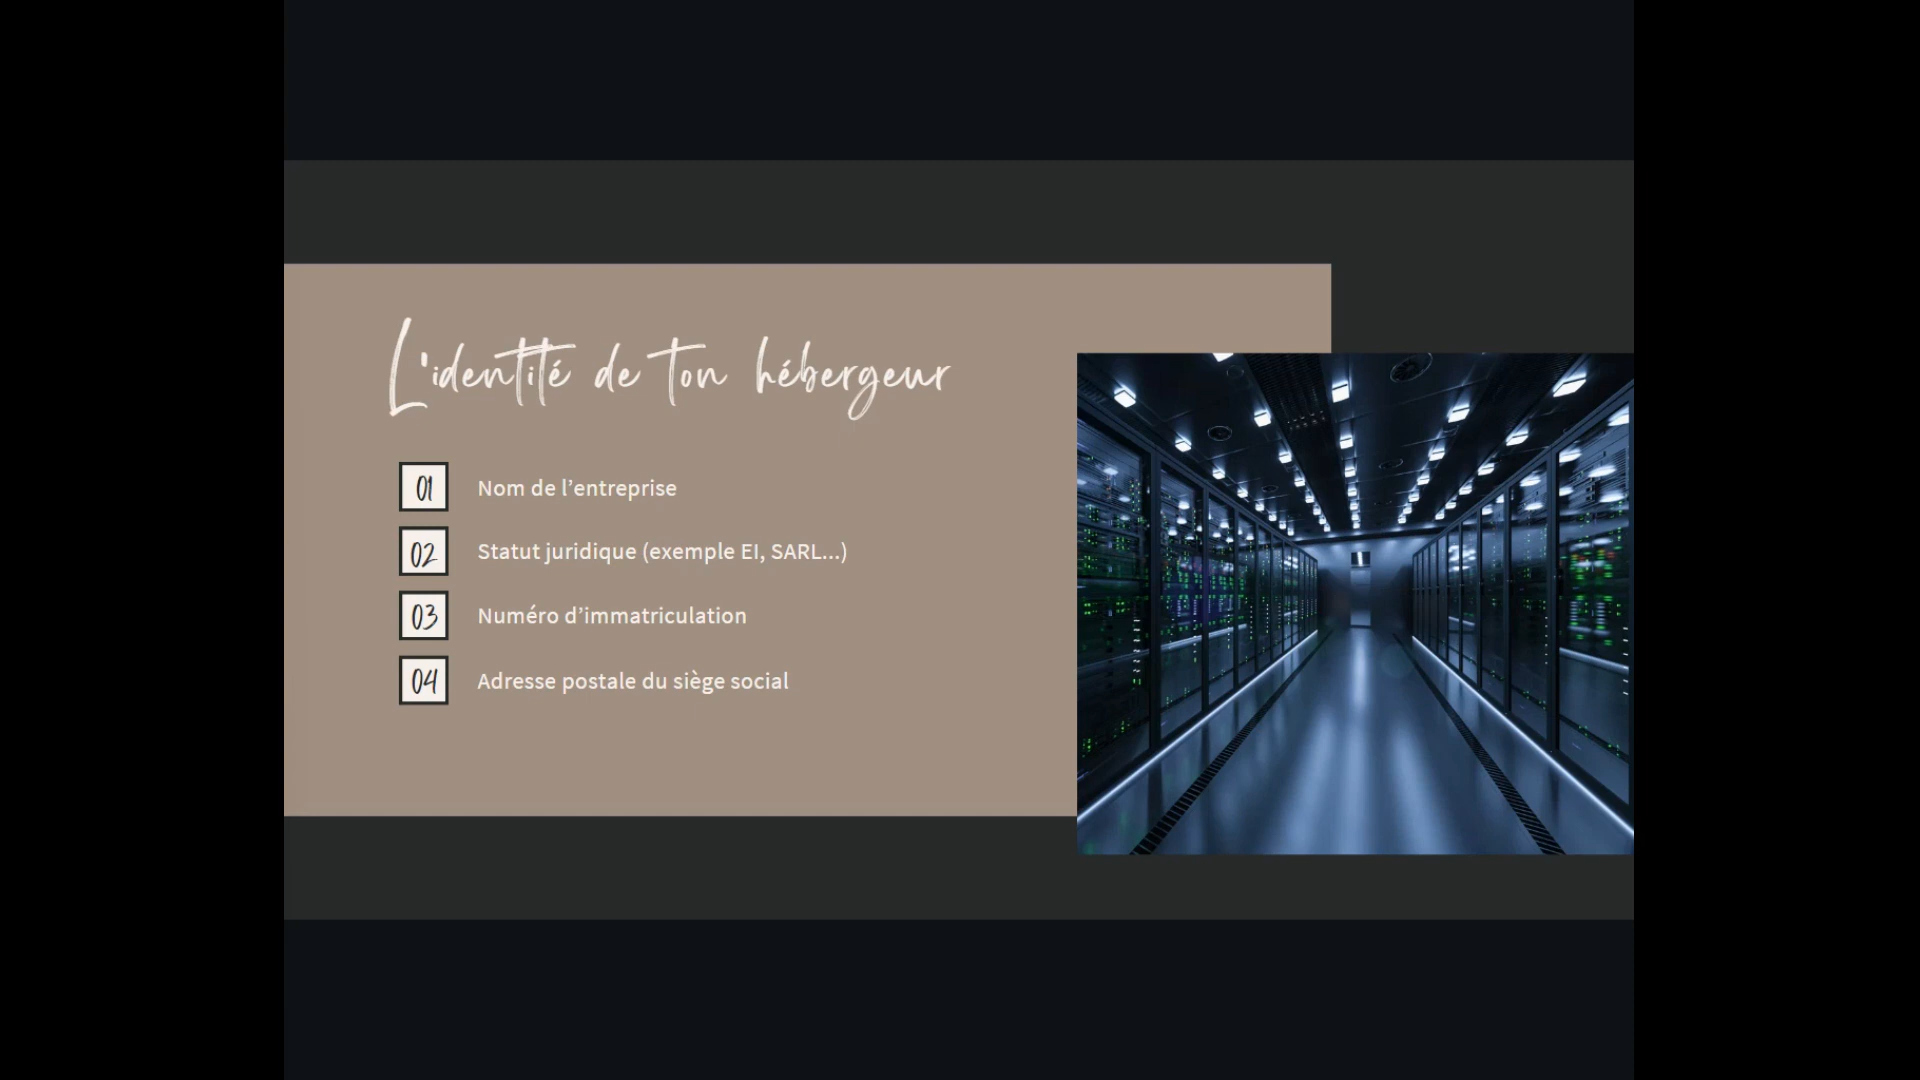 L'identité de ton hébergeur
01 Nom de l’entreprise
02 Statut juridique (exemple EI, SARL...)
03 Numéro d’immatriculation
04 Adresse postale du siège social